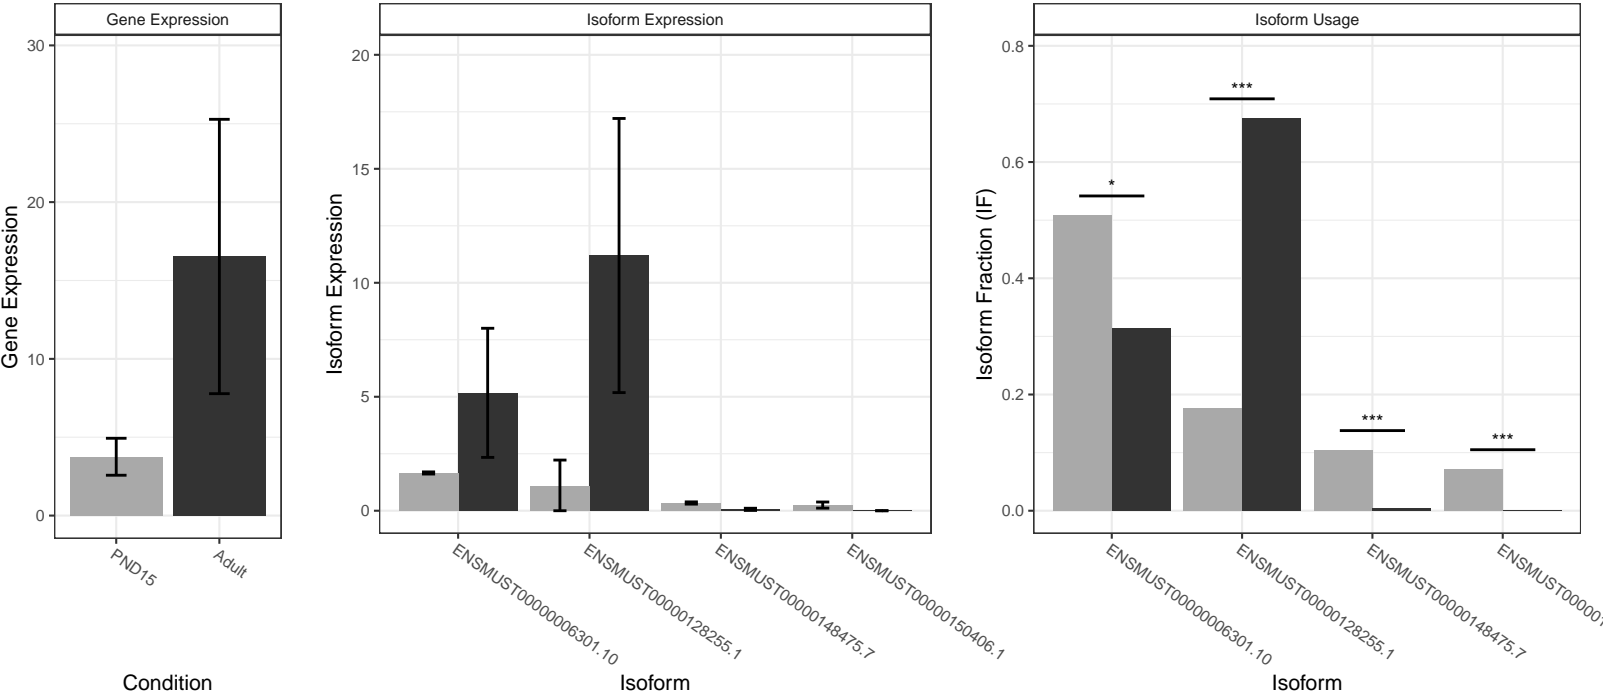 Gene Expression
Isoform Expression
Isoform Usage
Gene Expression
30
20
10
0
PND15
Adult
Condition
Isoform Expression
20
15
10
5
0
ENSMUST00000006301.10
ENSMUST00000128255.1
ENSMUST00000148475.7
ENSMUST00000150406.1
Isoform
Isoform Fraction (IF)
0.8
0.6
0.4
0.2
0.0
*
***
***
***
ENSMUST00000006301.10
ENSMUST00000128255.1
ENSMUST00000148475.7
Isoform